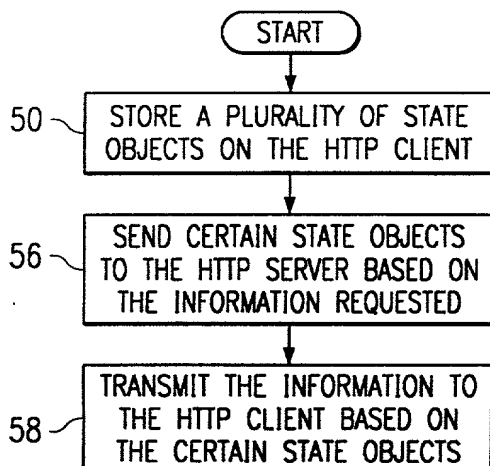 START
50
STORE A PLURALITY OF STATE
OBJECTS ON THE HTTP CLIENT
56
SEND CERTAIN STATE OBJECTS
TO THE HTTP SERVER BASED ON
THE INFORMATION REQUESTED
58
TRANSMIT THE INFORMATION TO
THE HTTP CLIENT BASED ON
THE CERTAIN STATE OBJECTS